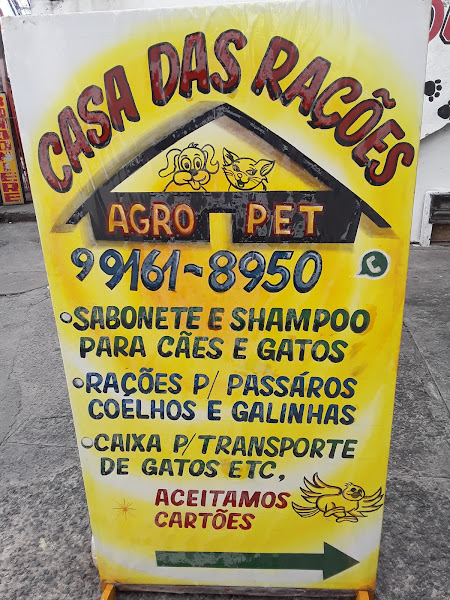 CASA DAS RAÇÕES
AGRO PET
99161-8950
•SABONETE E SHAMPOO
PARA CÃES E GATOS
•RAÇÕES P/ PASSÁROS
COELHOS E GALINHAS
•CAIXA P/TRANSPORTE
DE GATOS ETC,
ACEITAMOS
CARTÕES